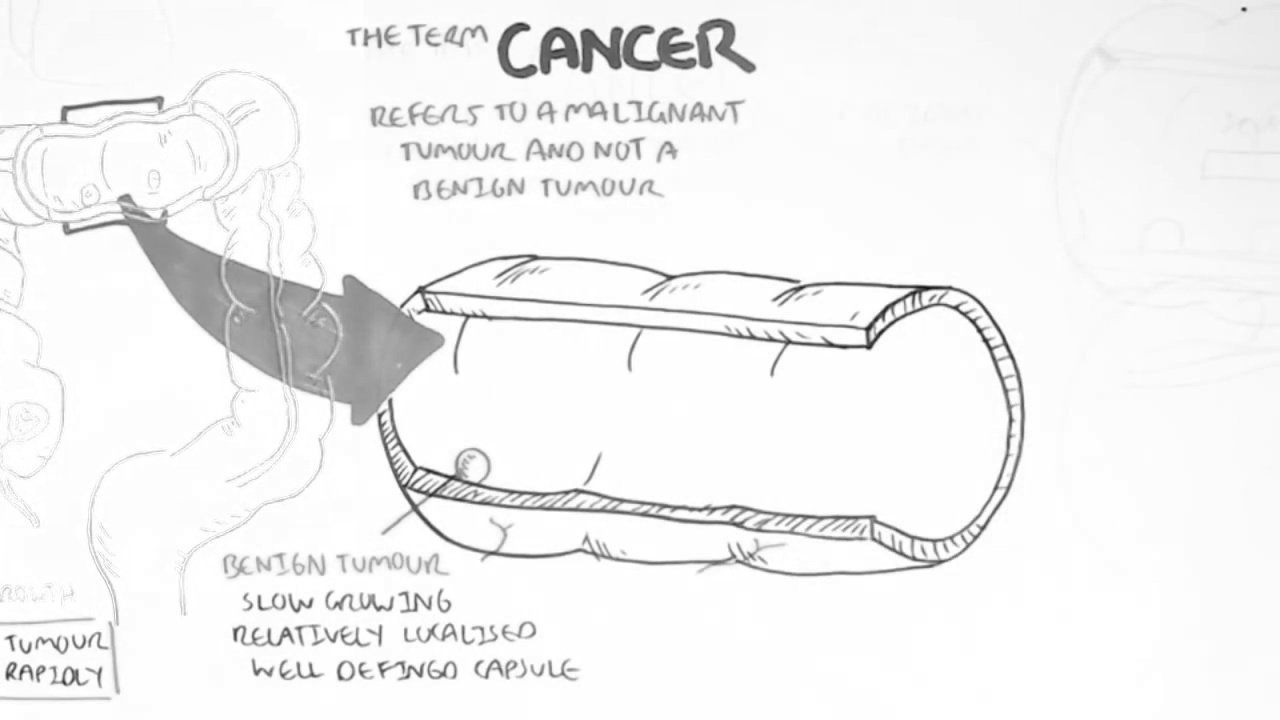 THE TERM CANCER
REFERS TO A MALIGNANT
TUMOUR AND NOT A
BENIGN TUMOUR
BENIGN TUMOUR
SLOW GROWING
RELATIVELY LOCALISED
WELL DEFINED CAPSULE
TUMOUR
RAPIDLY